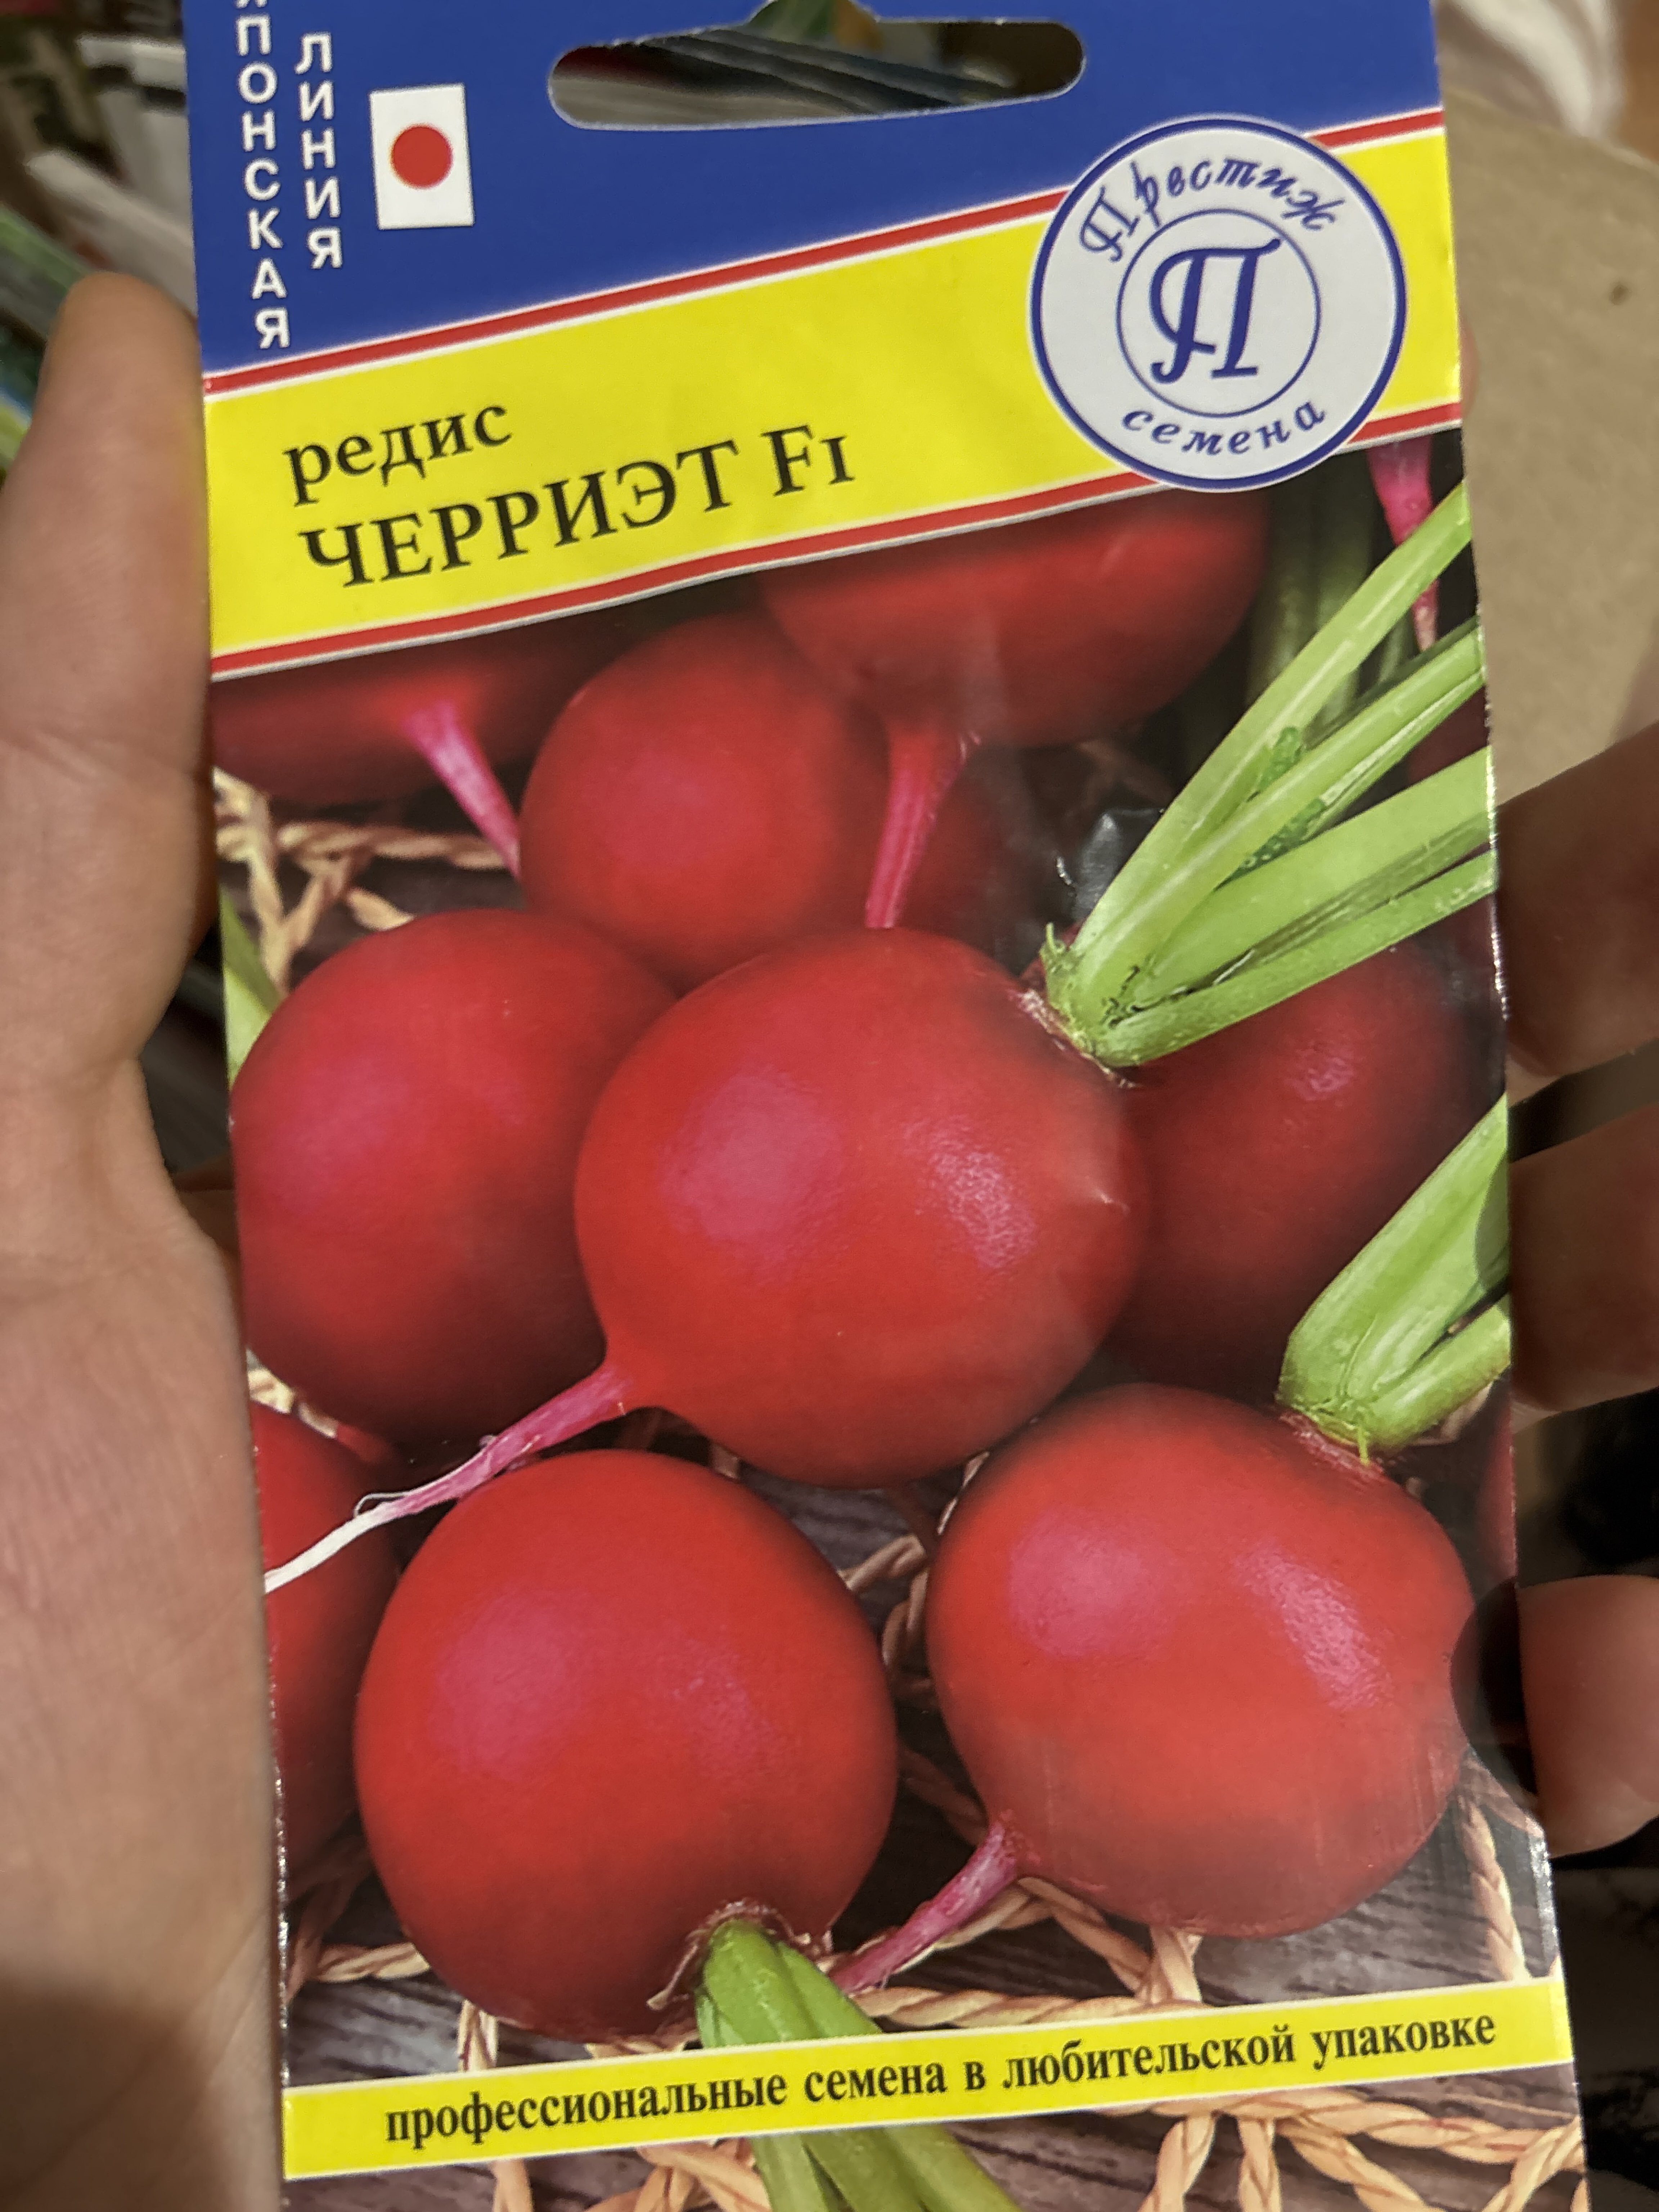 ЯПОНСКАЯ
ЛИНИЯ
Престиж
П
семена
редис
ЧЕРРИЭТ F1
профессиональные семена в любительской упаковке